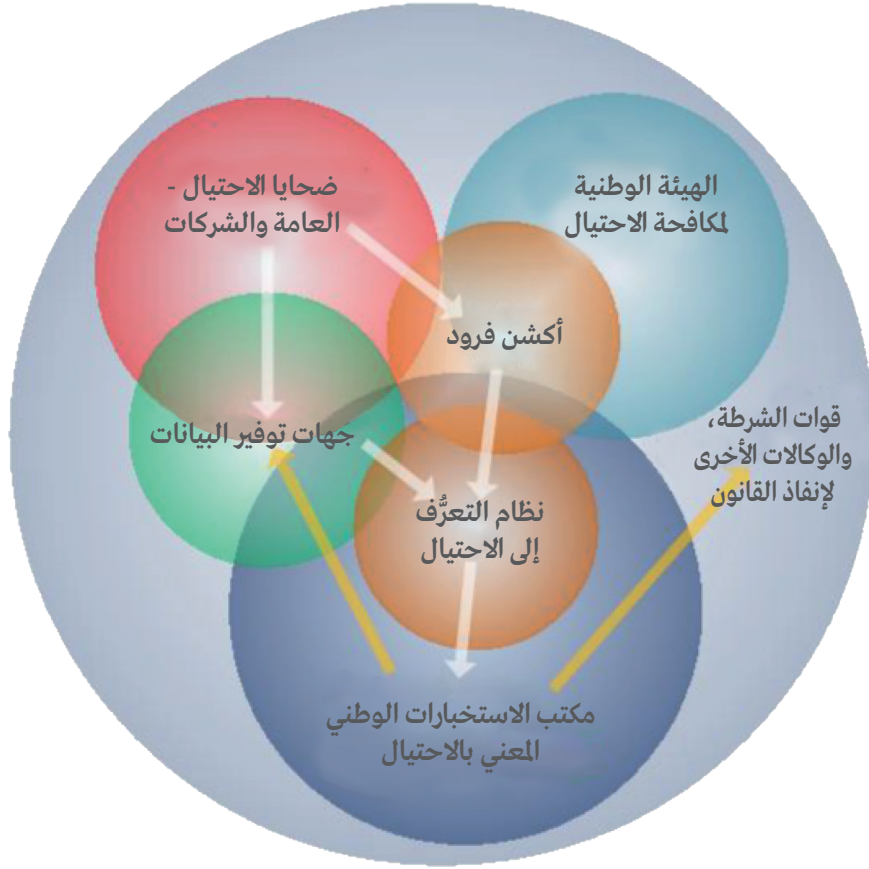 ضحايا الاحتيال -
العامة والشركات
الهيئة الوطنية
لمكافحة الاحتيال
أكشن فرود
جهات توفير البيانات
قوات الشرطة،
والوكالات الأخرى
لإنفاذ القانون
نظام التعرُّف
إلى الاحتيال
مكتب الاستخبارات الوطني
المعني بالاحتيال